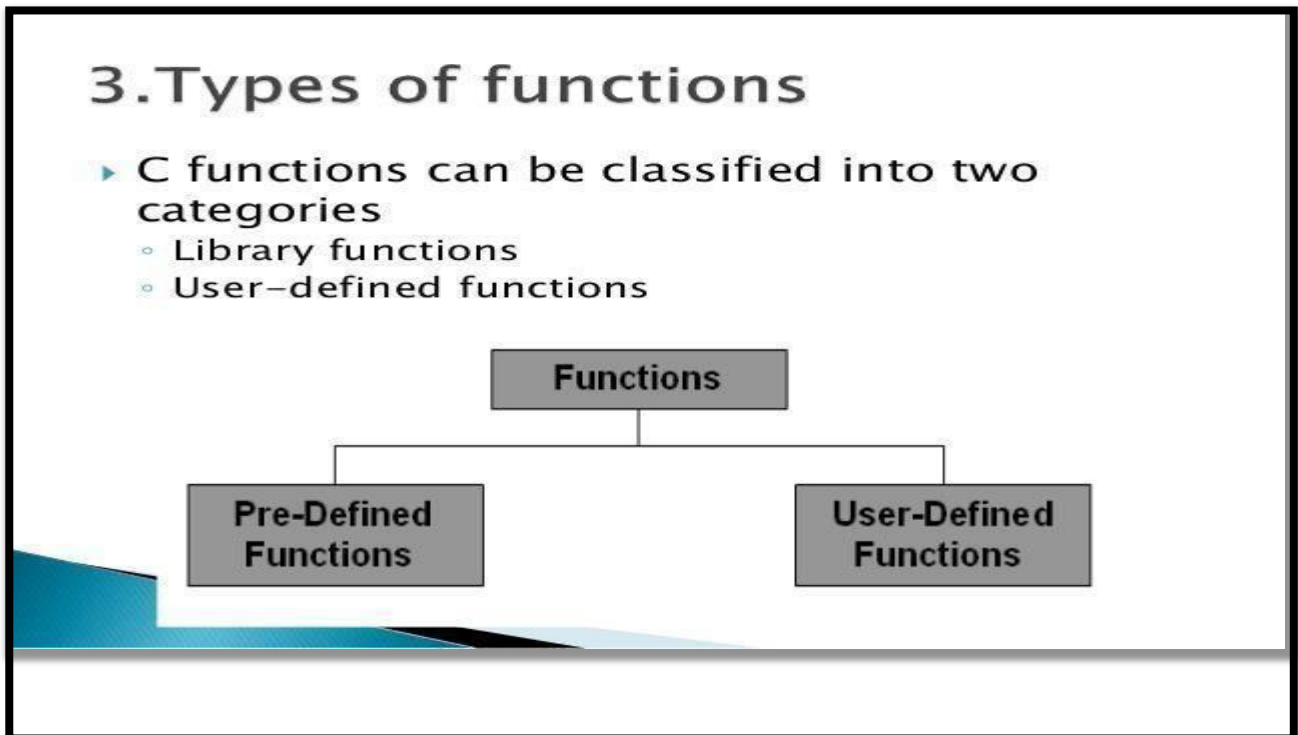 3.Types of functions
C functions can be classified into two
categories
Library functions
User-defined functions
Functions
Pre-Defined
Functions
User-Defined
Functions